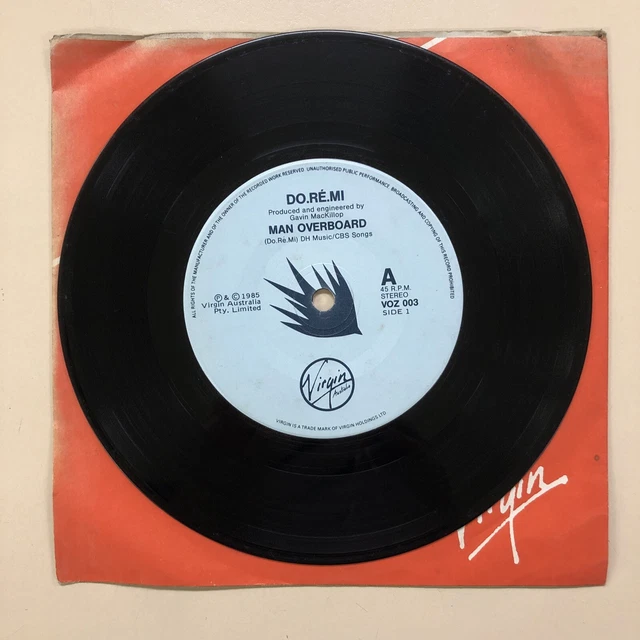 ALL RIGHTS OF THE MANUFACTURER AND OF THE OWNER OF THE RECORDED WORK RESERVED. UNAUTHORISED PUBLIC PERFORMANCE, BROADCASTING AND COPYING OF THIS RECORD PROHIBITED
DO.RÉ.MI
Produced and engineered by
Gavin MacKillop
MAN OVERBOARD
(Do.Ré.Mi) DH Music/CBS Songs
℗ & © 1985
Virgin Australia
Pty. Limited
A
45 R.P.M.
STEREO
VOZ 003
SIDE 1
Virgin
Australia
VIRGIN IS A TRADE MARK OF VIRGIN HOLDINGS LTD.
Virgin